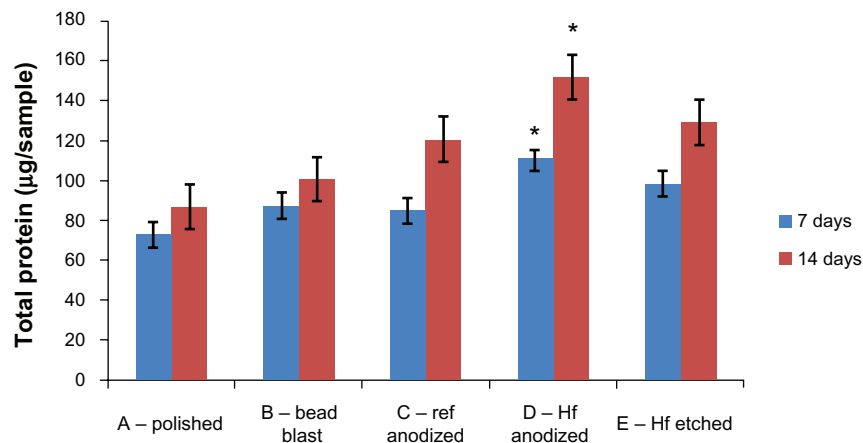 Total protein (µg/sample)
180
160
140
120
100
80
60
40
20
0
*
*
A – polished
B – bead
blast
C – ref
anodized
D – Hf
anodized
E – Hf etched
7 days
14 days